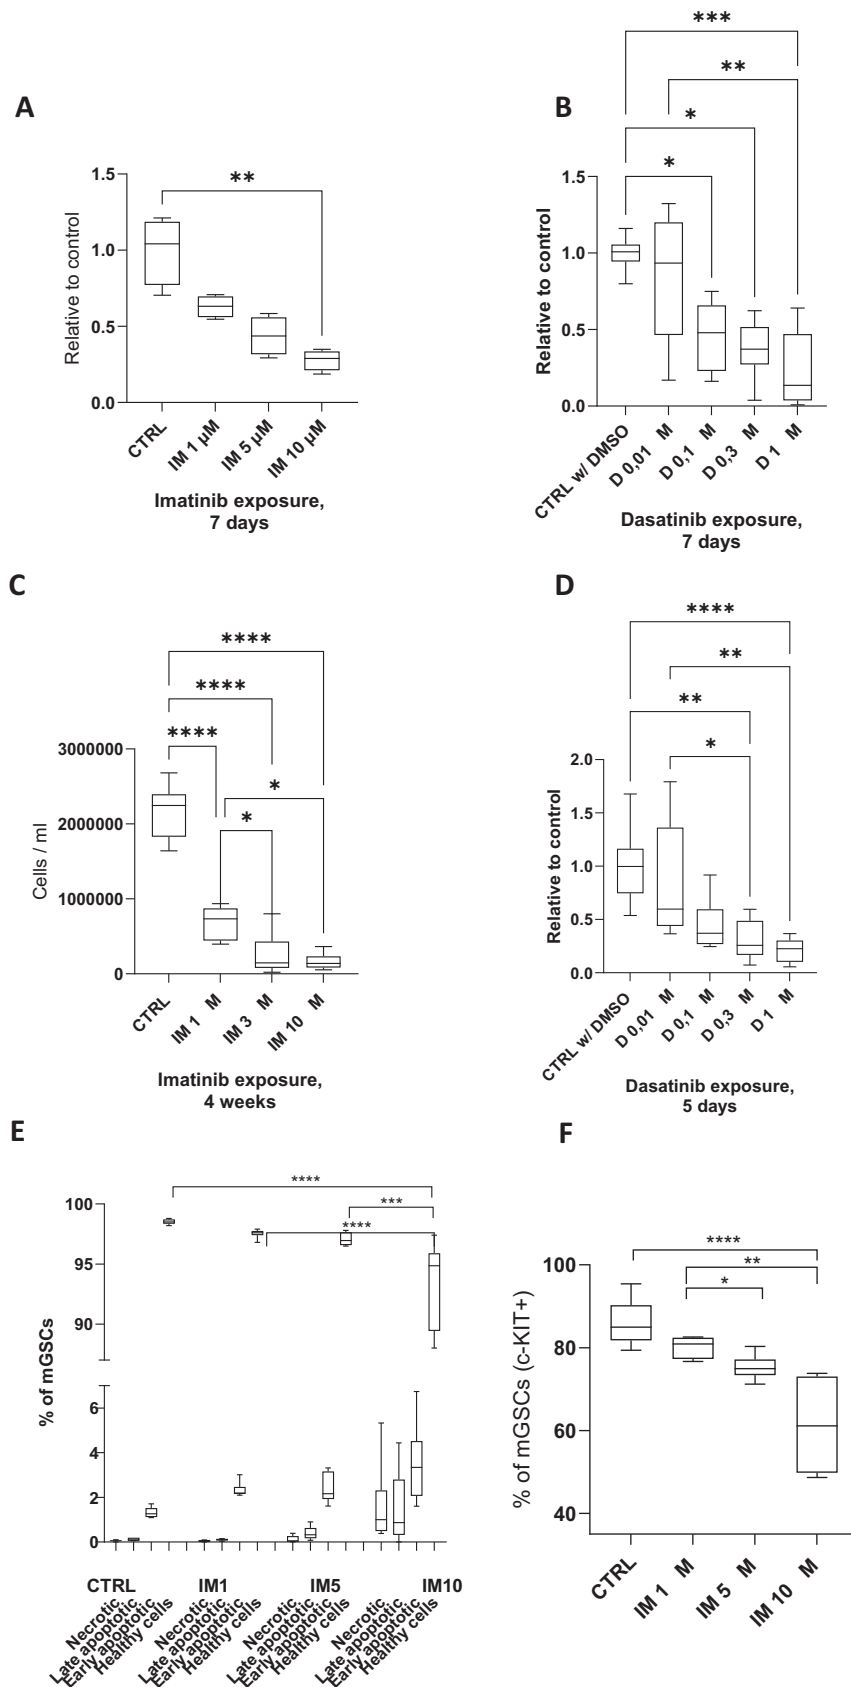 A
**
1.5
1.0
0.5
0.0
Relative to control
CTRL
IM 1 µM
IM 5 µM
IM 10 µM
Imatinib exposure,
7 days
B
***
**
*
*
1.5
1.0
0.5
0.0
Relative to control
CTRL w/ DMSO
D 0,01 M
D 0,1 M
D 0,3 M
D 1 M
Dasatinib exposure,
7 days
C
****
****
****
*
*
3000000
2000000
1000000
0
Cells / ml
CTRL
IM 1 M
IM 3 M
IM 10 M
Imatinib exposure,
4 weeks
D
****
**
**
*
2.0
1.5
1.0
0.5
0.0
Relative to control
CTRL w/ DMSO
D 0,01 M
D 0,1 M
D 0,3 M
D 1 M
Dasatinib exposure,
5 days
E
****
***
****
100
95
90
6
4
2
0
% of mGSCs
CTRL
IM1
IM5
IM10
Necrotic
Late apoptotic
Early apoptotic
Healthy cells
Necrotic
Late apoptotic
Early apoptotic
Healthy cells
Necrotic
Late apoptotic
Early apoptotic
Healthy cells
Necrotic
Late apoptotic
Early apoptotic
Healthy cells
F
****
**
*
100
80
60
40
% of mGSCs (c-KIT+)
CTRL
IM 1 M
IM 5 M
IM 10 M